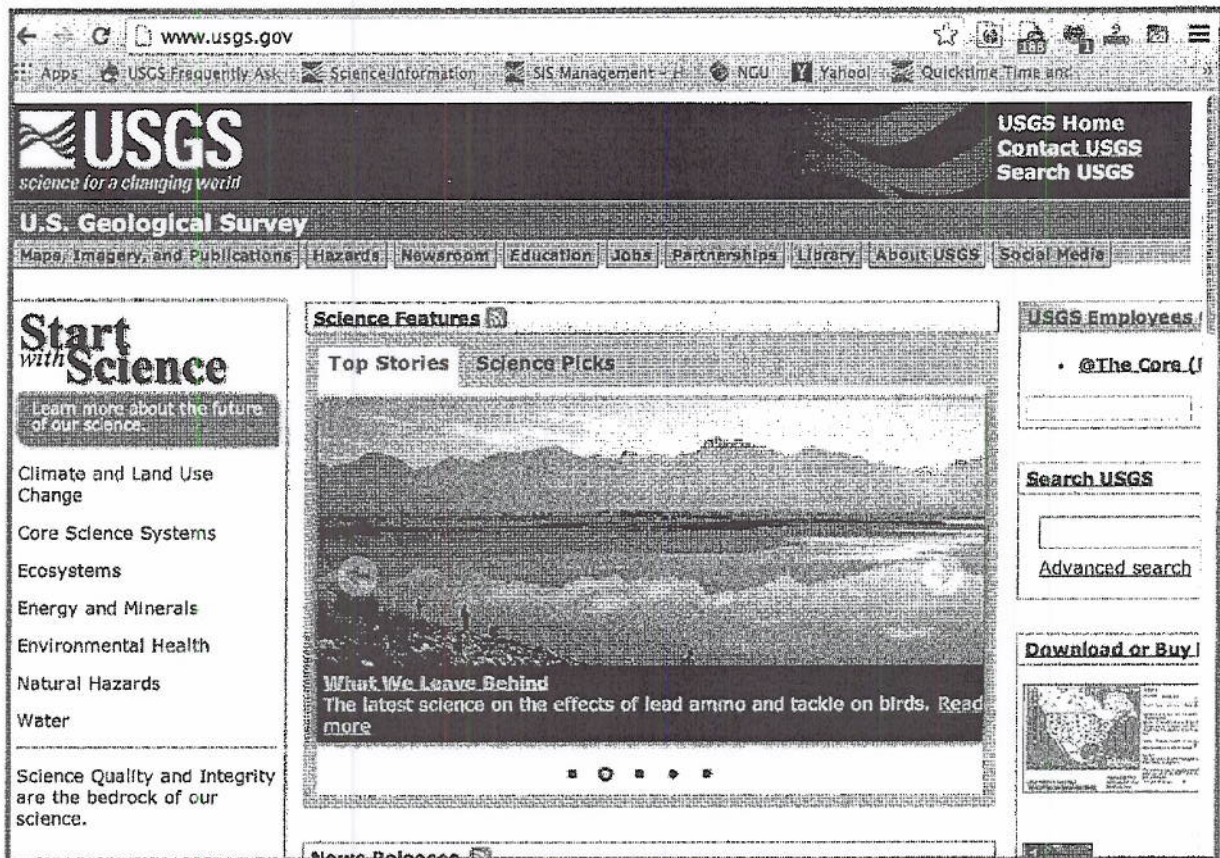 www.usgs.gov
188
1
Apps USGS Frequently Ask Science Information SIS Management - H NGU Yahoo! Quicktime Time and
USGS
science for a changing world
USGS Home
Contact USGS
Search USGS
U.S. Geological Survey
Maps, Imagery, and Publications Hazards Newsroom Education Jobs Partnerships Library About USGS Social Media
Start
with Science
Learn more about the future
of our science.
Climate and Land Use
Change
Core Science Systems
Ecosystems
Energy and Minerals
Environmental Health
Natural Hazards
Water
Science Quality and Integrity
are the bedrock of our
science.
Science Features
Top Stories Science Picks
What We Leave Behind
The latest science on the effects of lead ammo and tackle on birds. Read
more
News Releases
USGS Employees
@The Core (
Search USGS
Advanced search
Download or Buy